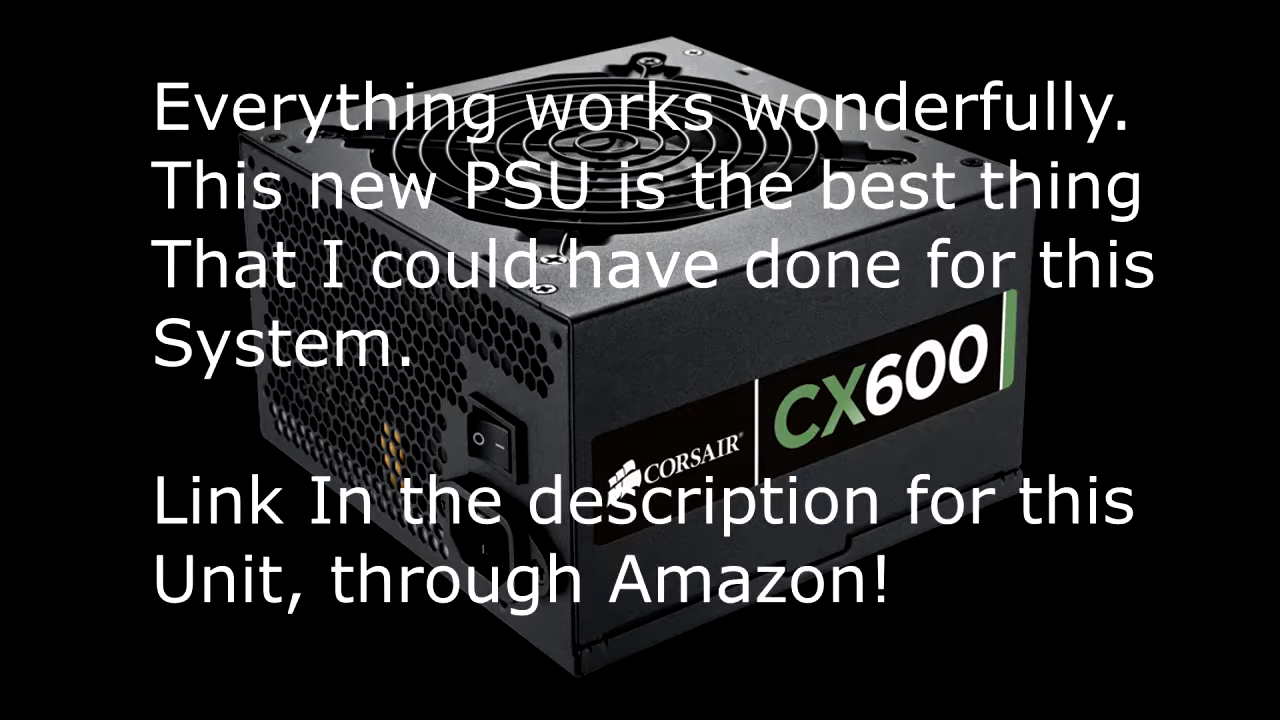 Everything works wonderfully.
This new PSU is the best thing
That I could have done for this
System.
CX600
CORSAIR
Link In the description for this
Unit, through Amazon!